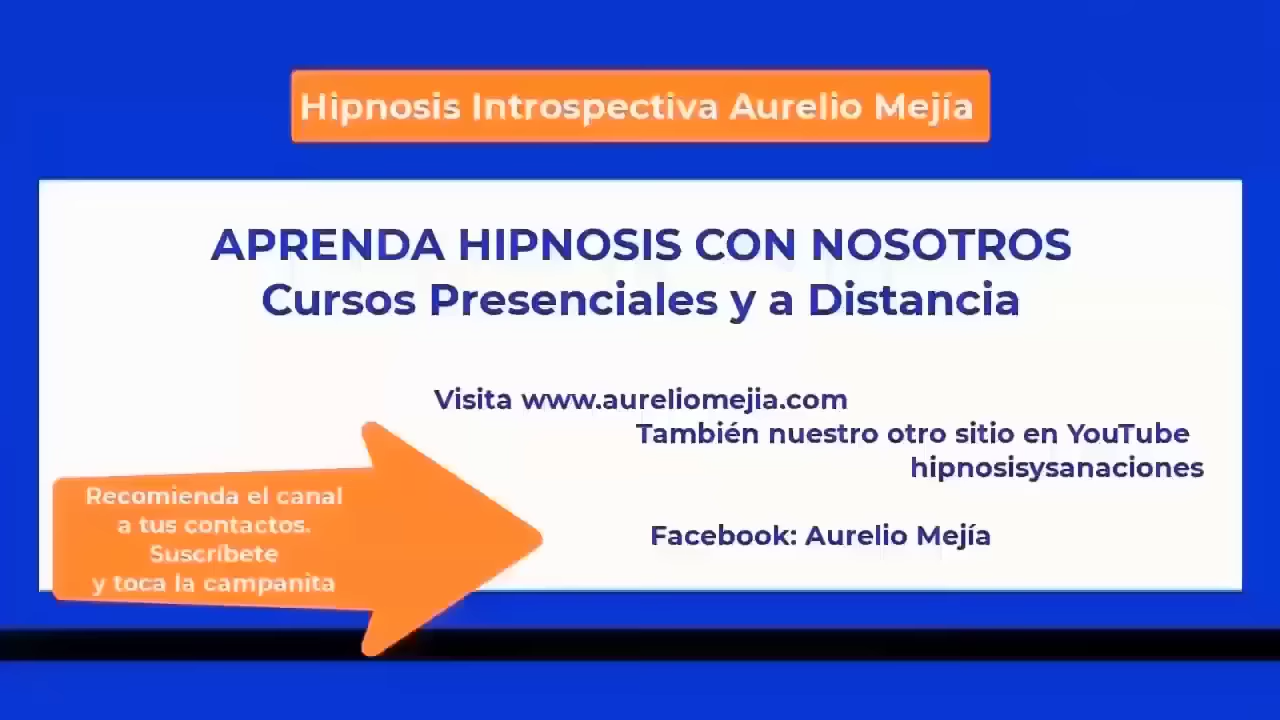 Hipnosis Introspectiva Aurelio Mejía
APRENDA HIPNOSIS CON NOSOTROS
Cursos Presenciales y a Distancia
Visita www.aureliomejia.com
También nuestro otro sitio en YouTube
hipnosisysanaciones
Recomienda el canal
a tus contactos.
Suscríbete
y toca la campanita
Facebook: Aurelio Mejía